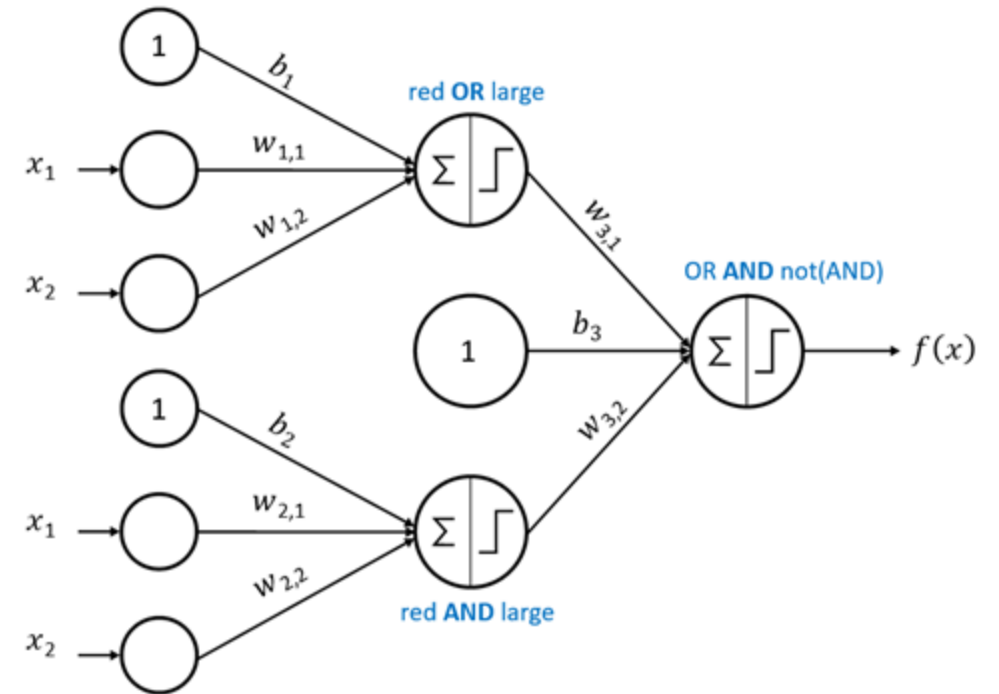 1
b₁
red OR large
x₁
w₁,₁
Σ
x₂
w₁,₂
w₃,₁
OR AND not(AND)
1
b₃
Σ
f(x)
1
b₂
w₃,₂
x₁
w₂,₁
Σ
x₂
w₂,₂
red AND large